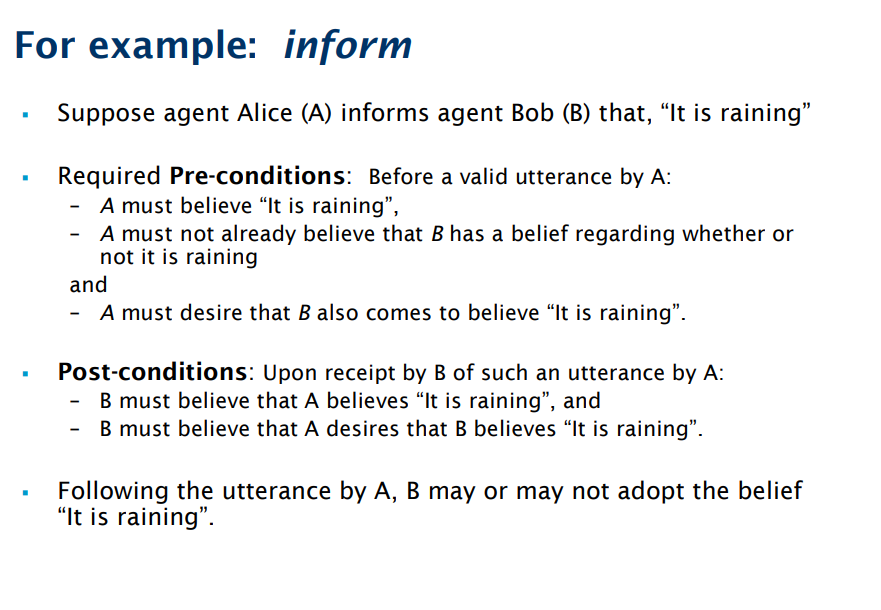 For example: inform
▪ Suppose agent Alice (A) informs agent Bob (B) that, “It is raining”
▪ Required Pre-conditions: Before a valid utterance by A:
– A must believe “It is raining”,
– A must not already believe that B has a belief regarding whether or
not it is raining
and
– A must desire that B also comes to believe “It is raining”.
▪ Post-conditions: Upon receipt by B of such an utterance by A:
– B must believe that A believes “It is raining”, and
– B must believe that A desires that B believes “It is raining”.
▪ Following the utterance by A, B may or may not adopt the belief
“It is raining”.